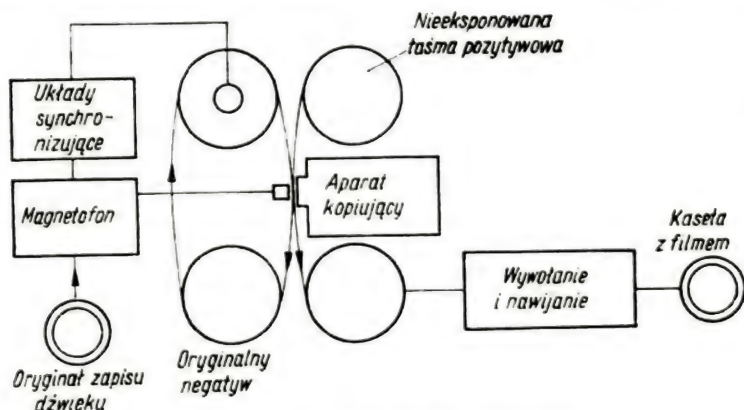 Nieeksponowana
taśma pozytywowa
Układy
synchro-
nizujące
Magnetofon
Aparat
kopiujący
Kaseta
z filmem
Wywołanie
i nawijanie
Oryginalny
negatyw
Oryginał zapisu
dźwięku